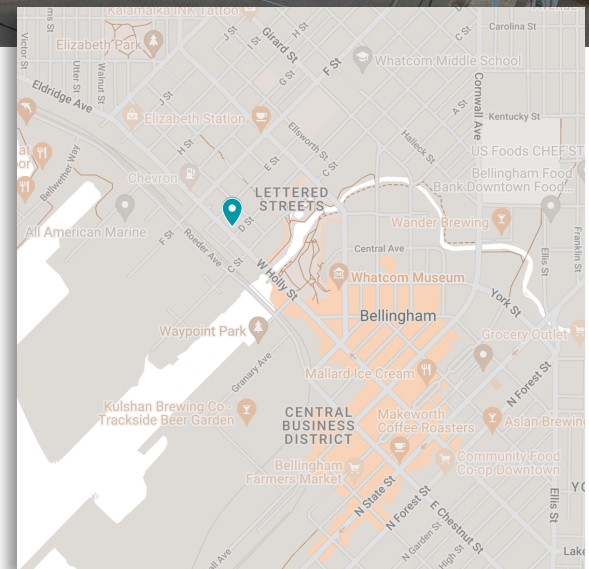 Kalamalka INK Tattoo
J St
I St
Girard St
C St
Carolina St
Victor St
Elizabeth Park
Utter St
Walnut St
G St
F St
Whatcom Middle School
Eldridge Ave
J St
Cornwall Ave
A St
Kentucky St
Elizabeth Station
H St
Ellsworth St
Halleck St
US Foods CHEF'ST
Bellwether Way
E St
C St
Chevron
Bellingham Food
Bank Downtown Food
LETTERED
STREETS
D St
Wander Brewing
All American Marine
F St
Roeder Ave
C St
Central Ave
Ellis St
Franklin St
W Holly St
Whatcom Museum
York St
Bellingham
Waypoint Park
Grocery Outlet
Granary Ave
Mallard Ice Cream
N Forest St
Kulshan Brewing Co -
Trackside Beer Garden
CENTRAL
BUSINESS
DISTRICT
Makeworth
Coffee Roasters
Aslan Brewin
Bellingham
Farmers Market
Community Food
Co-op Downtown
N State St
N Forest St
E Chestnut St
Ellis St
N Garden St
High St
Lake